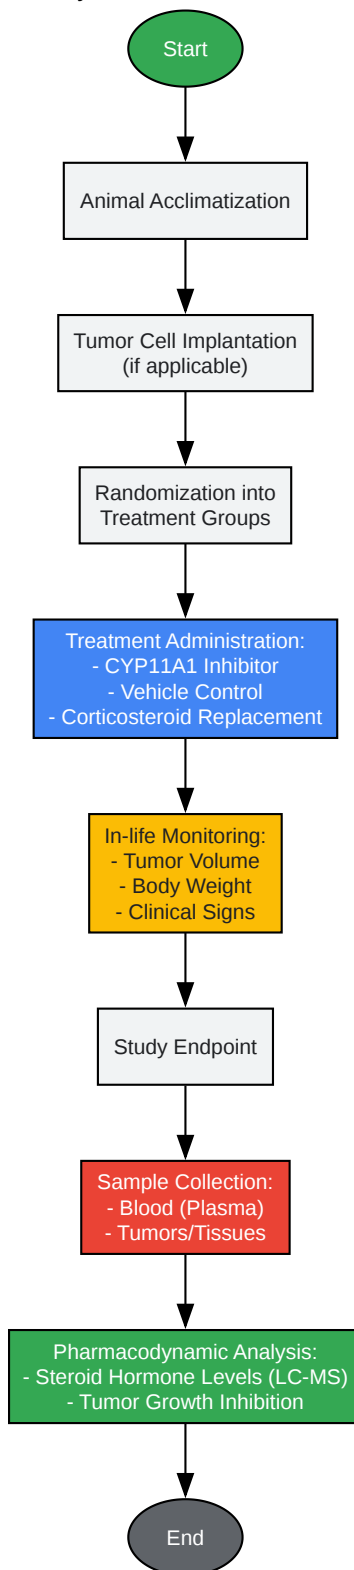 Start
Animal Acclimatization
Tumor Cell Implantation
(if applicable)
Randomization into
Treatment Groups
Treatment Administration:
- CYP11A1 Inhibitor
- Vehicle Control
- Corticosteroid Replacement
In-life Monitoring:
- Tumor Volume
- Body Weight
- Clinical Signs
Study Endpoint
Sample Collection:
- Blood (Plasma)
- Tumors/Tissues
Pharmacodynamic Analysis:
- Steroid Hormone Levels (LC-MS)
- Tumor Growth Inhibition
End